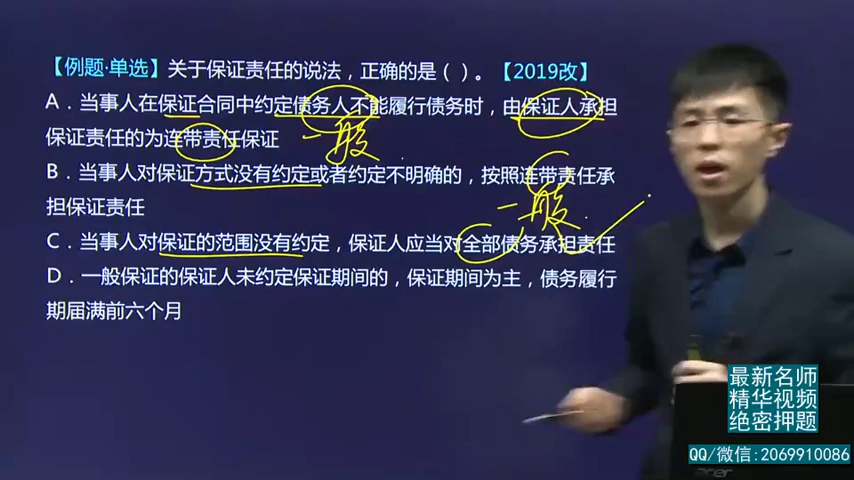 【例题·单选】关于保证责任的说法，正确的是（ ）。【2019改】
A．当事人在保证合同中约定债务人不能履行债务时，由保证人承担
保证责任的为连带责任保证
一般
B．当事人对保证方式没有约定或者约定不明确的，按照连带责任承
担保证责任
一般
C．当事人对保证的范围没有约定，保证人应当对全部债务承担责任
D．一般保证的保证人未约定保证期间的，保证期间为主，债务履行
期届满前六个月
最新名师
精华视频
绝密押题
QQ/微信:2069910086
acer